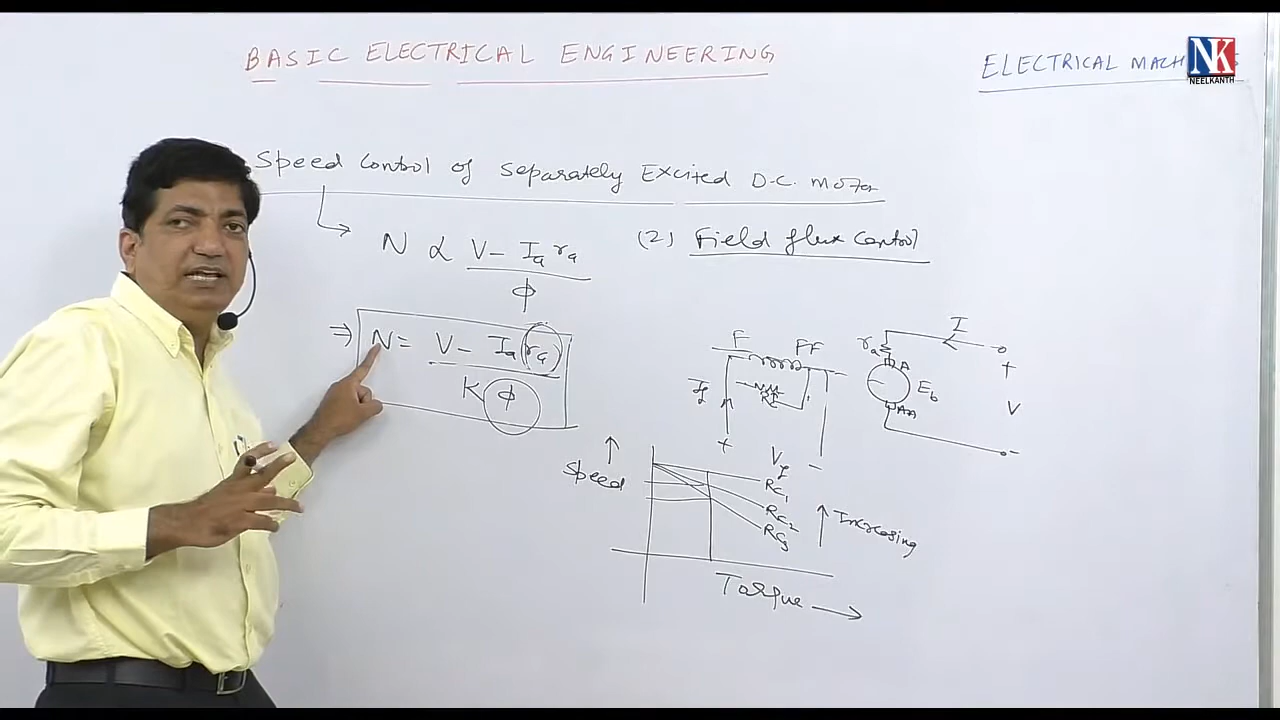 BASIC ELECTRICAL ENGINEERING
ELECTRICAL MACH
NK
NEELKANTH
Speed Control of Separately Excited D.C. Motor
N ∝ V - Ia ra / ϕ
(2) Field flux Control
⇒ N = V - Ia ra / K ϕ
F FF
Rc
If
+ Vf -
ra A
Eb
AA
I
+
V
-
Speed
Rc1
Rc2
Rc3
Increasing
Torque